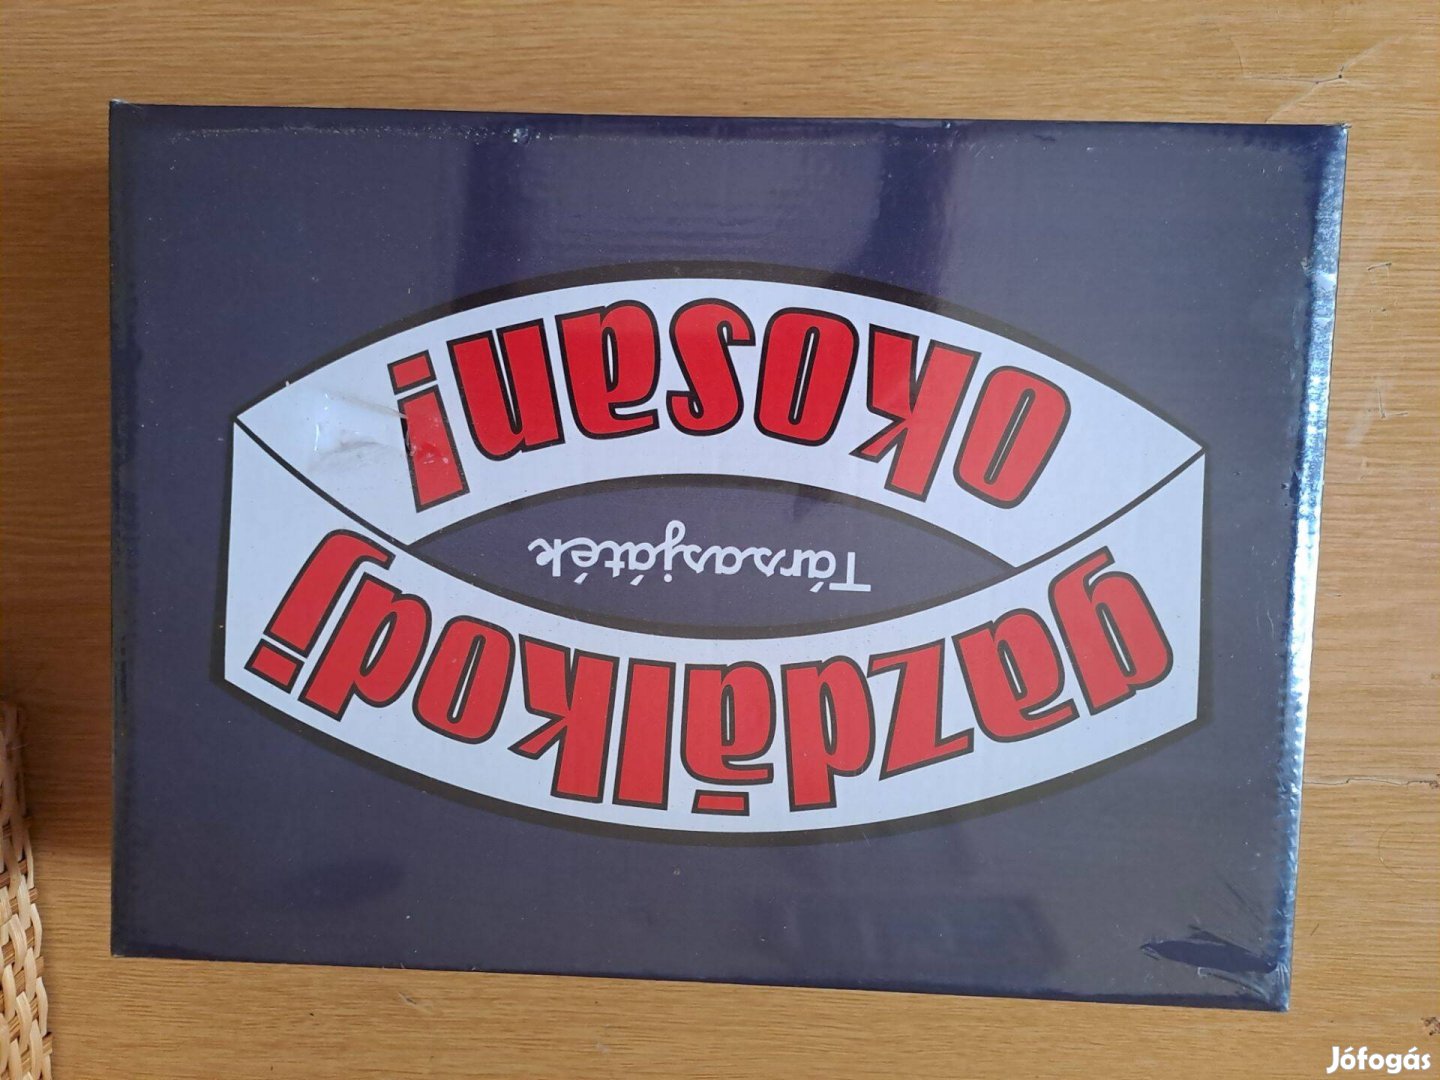 gazdálkodj
Társasjáték
okosan!
Jófogás